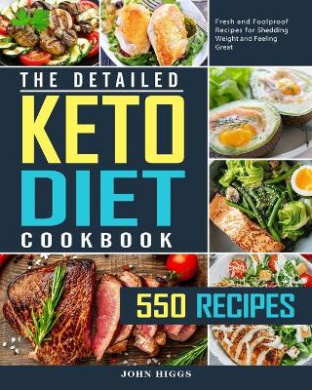 Fresh and Foolproof
Recipes for Shedding
Weight and Feeling
Great
THE DETAILED
KETO
DIET
COOKBOOK
550 RECIPES
JOHN HIGGS